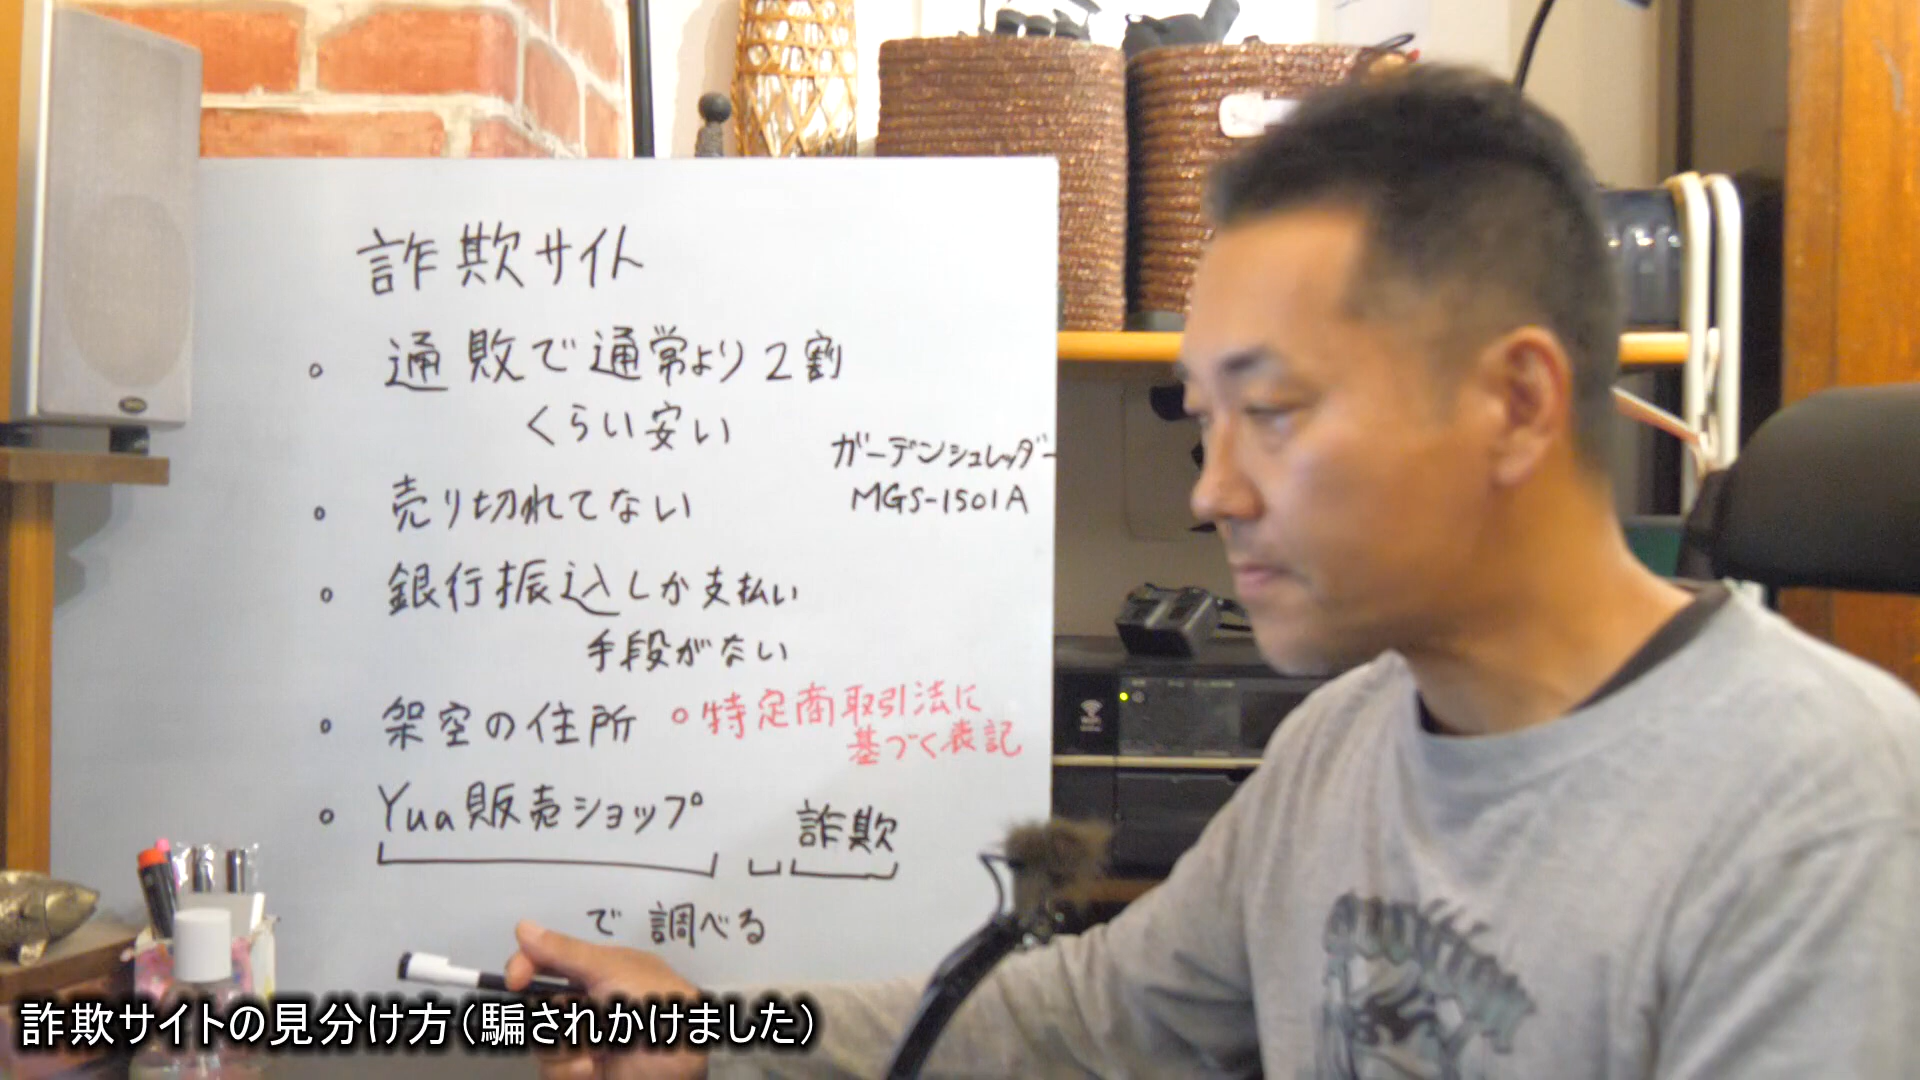 詐欺サイト
。通敗で通常より2割
くらい安い
ガーデンシュレッダー
MGS-1501A
。売り切れてない
。銀行振込しか支払い
手段がない
。架空の住所
。特定商取引法に
基づく表記
。Yua販売ショップ 詐欺
で調べる
詐欺サイトの見分け方(騙されかけました)